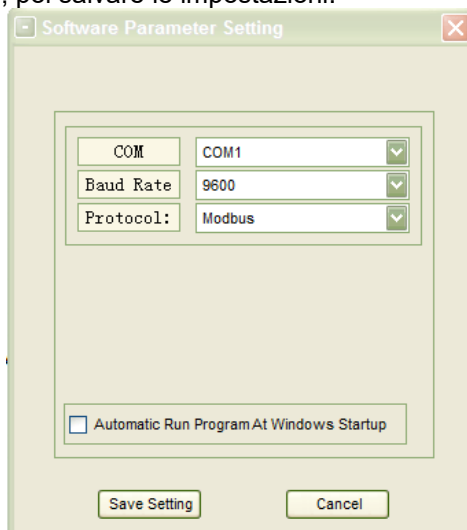 , poi salvare le impostazioni.
Software Parameter Setting
COM COM1
Baud Rate 9600
Protocol: Modbus
Automatic Run Program At Windows Startup
Save Setting Cancel